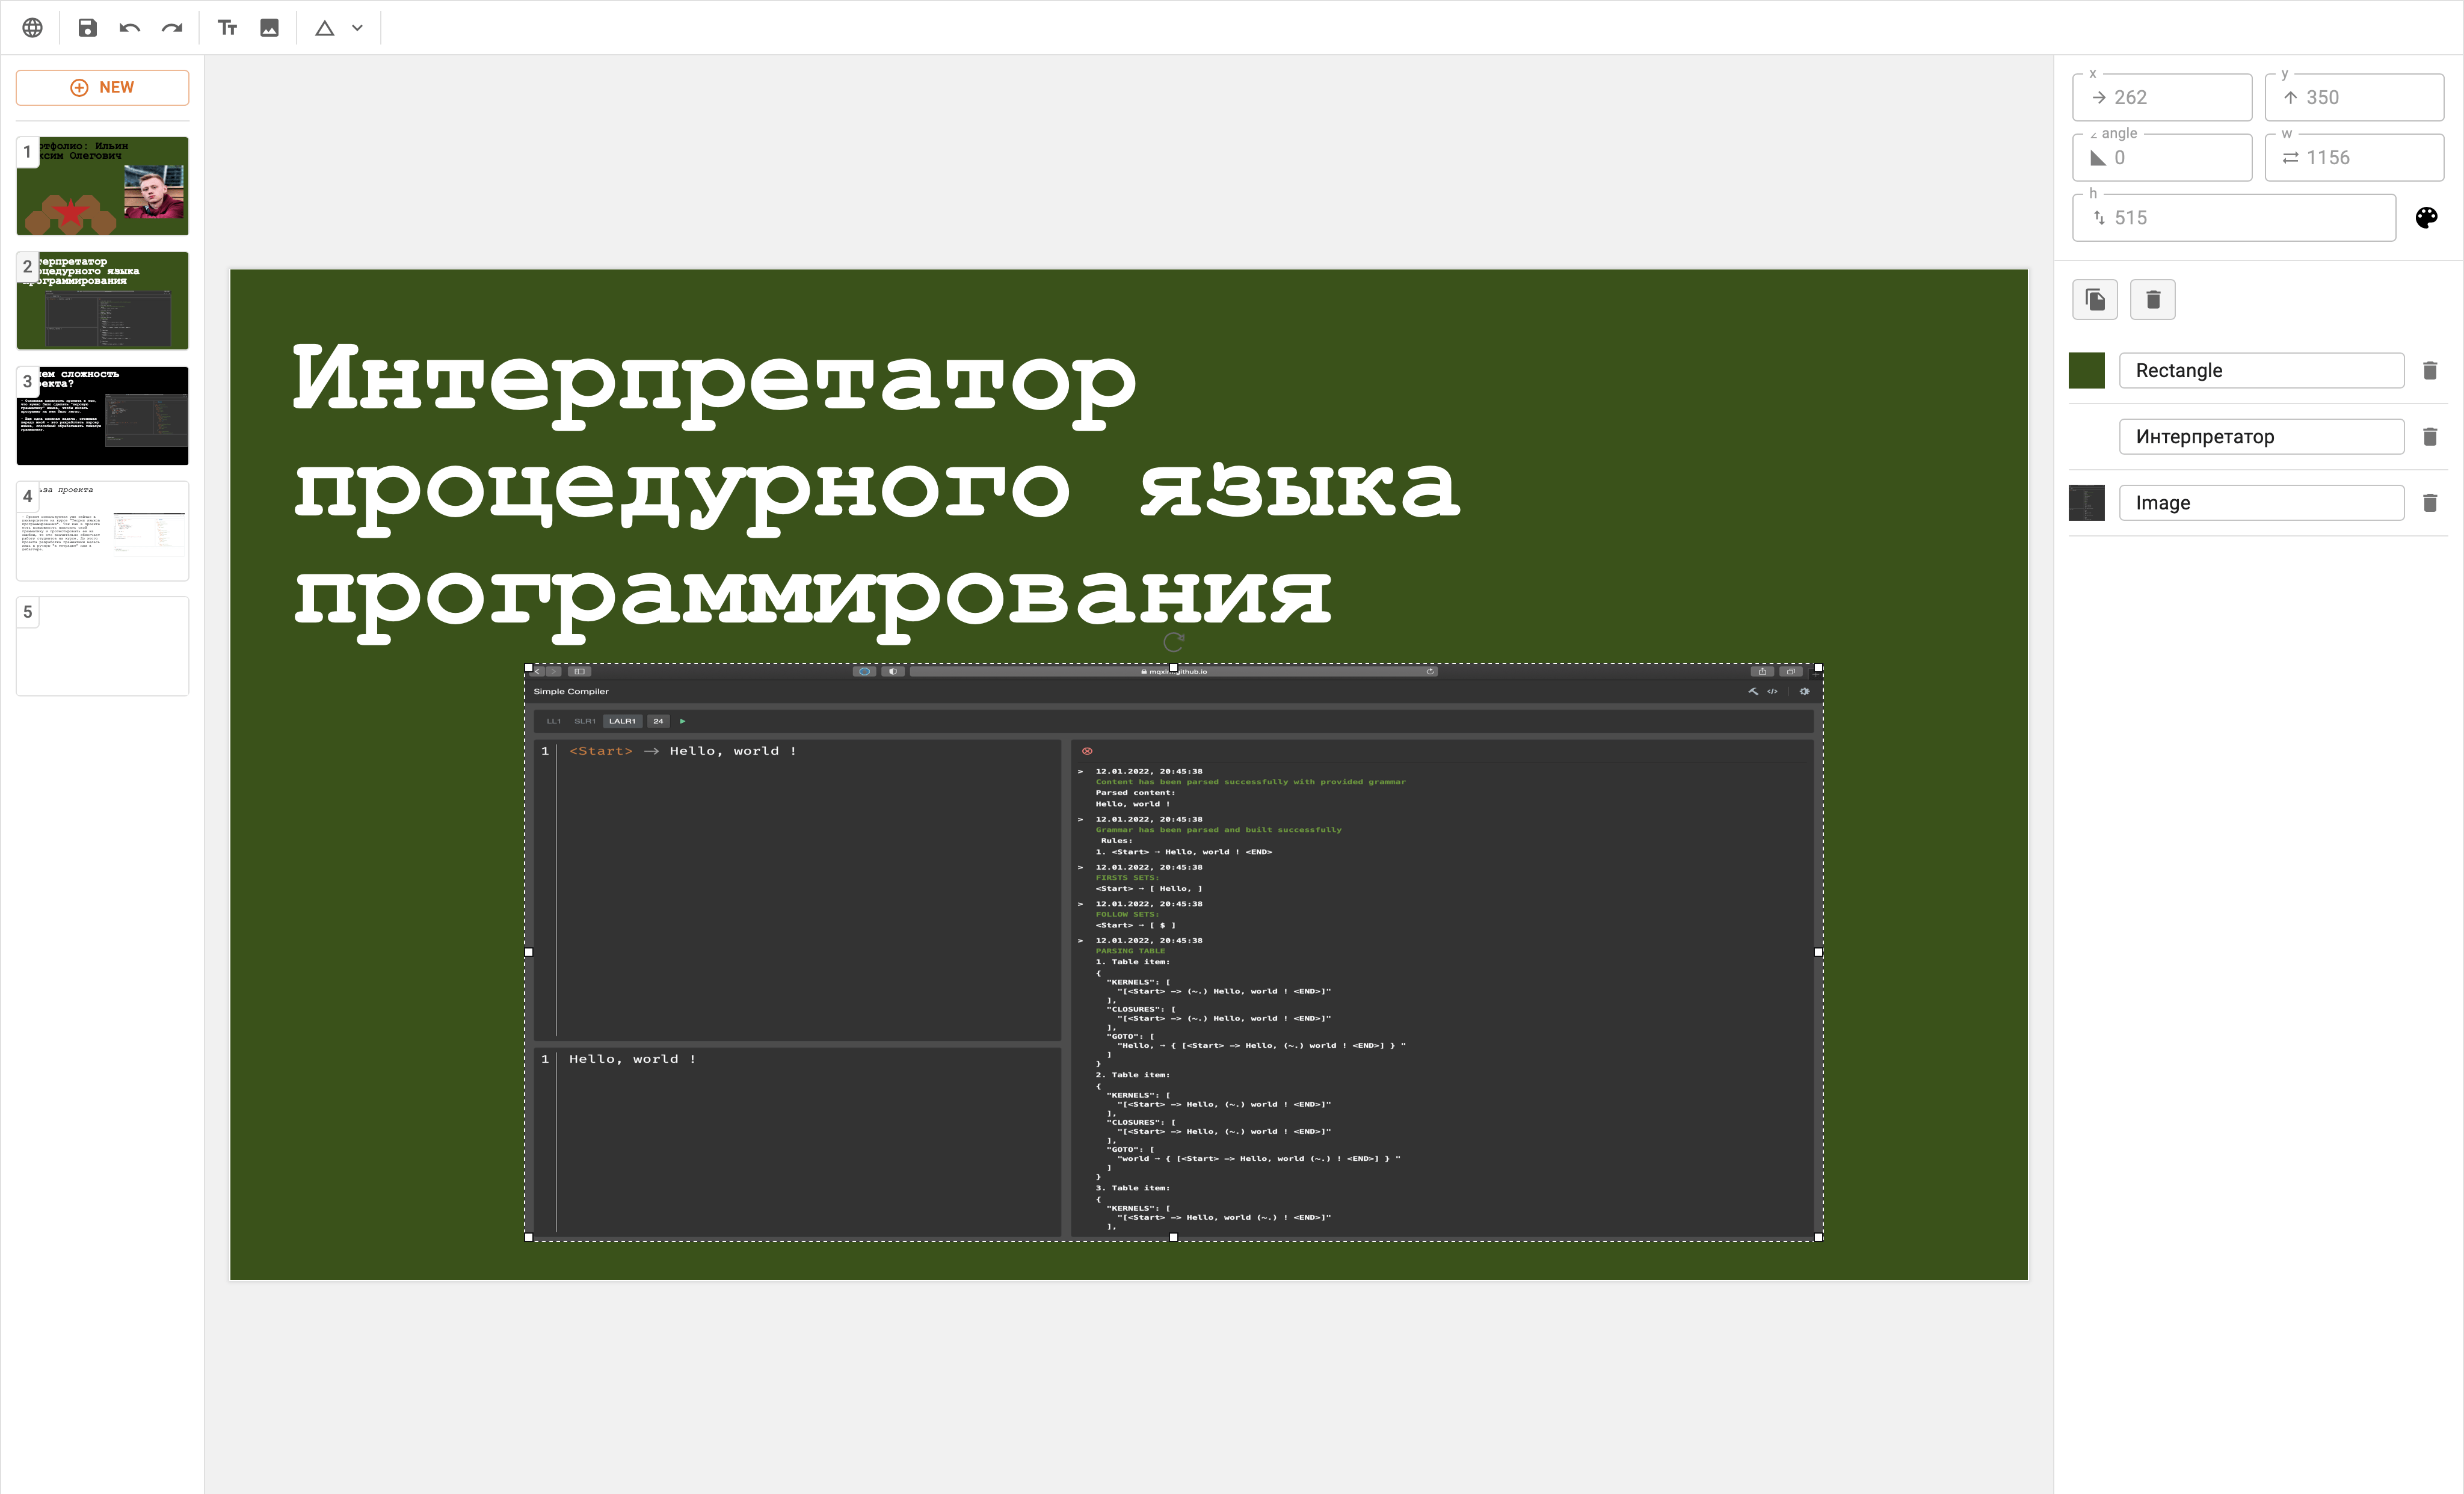 NEW
1
тфолио: Ильин
сим Олегович
2
терпретатор
оцедурного языка
ограммирования
3
ем сложность
екта?
4
за проекта
5
Интерпретатор
процедурного языка
программирования
Simple Compiler
LL1 SLR1 LALR1 24
1 <Start> → Hello, world !
1 Hello, world !
> 12.01.2022, 20:45:38
Content has been parsed successfully with provided grammar
Parsed content:
Hello, world !
> 12.01.2022, 20:45:38
Grammar has been parsed and built successfully
Rules:
1. <Start> → Hello, world ! <END>
> 12.01.2022, 20:45:38
FIRSTS SETS:
<Start> → [ Hello, ]
> 12.01.2022, 20:45:38
FOLLOW SETS:
<Start> → [ $ ]
> 12.01.2022, 20:45:38
PARSING TABLE
1. Table item:
{
"KERNELS": [
"[<Start> —> (~.) Hello, world ! <END>]"
],
"CLOSURES": [
"[<Start> —> (~.) Hello, world ! <END>]"
],
"GOTO": [
"Hello, → { [<Start> —> Hello, (~.) world ! <END>] } "
]
}
2. Table item:
{
"KERNELS": [
"[<Start> —> Hello, (~.) world ! <END>]"
],
"CLOSURES": [
"[<Start> —> Hello, (~.) world ! <END>]"
],
"GOTO": [
"world → { [<Start> —> Hello, world (~.) ! <END>] } "
]
}
3. Table item:
{
"KERNELS": [
"[<Start> —> Hello, world (~.) ! <END>]"
],
x
262
y
350
angle
0
w
1156
h
515
Rectangle
Интерпретатор
Image